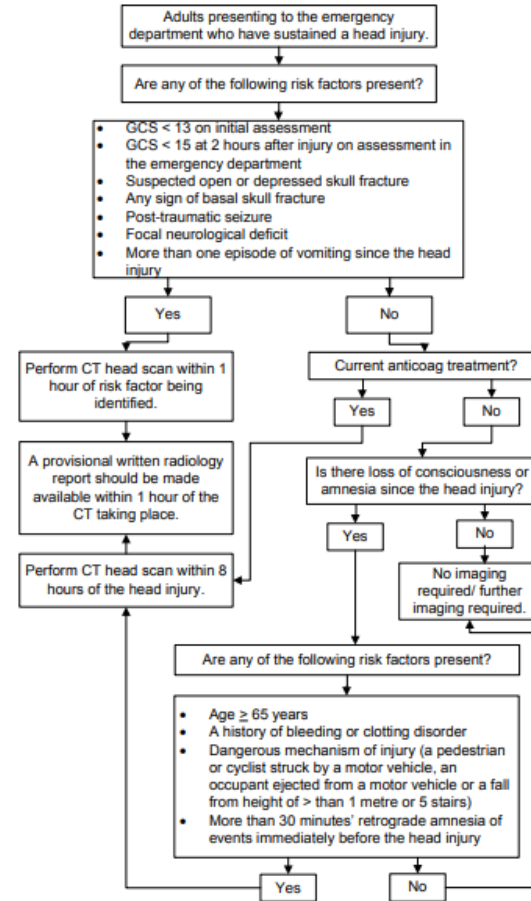 Adults presenting to the emergency
department who have sustained a head injury.
Are any of the following risk factors present?
• GCS < 13 on initial assessment
• GCS < 15 at 2 hours after injury on assessment in
the emergency department
• Suspected open or depressed skull fracture
• Any sign of basal skull fracture
• Post-traumatic seizure
• Focal neurological deficit
• More than one episode of vomiting since the head
injury
Yes
No
Perform CT head scan within 1
hour of risk factor being
identified.
Current anticoag treatment?
Yes
No
A provisional written radiology
report should be made
available within 1 hour of the
CT taking place.
Is there loss of consciousness or
amnesia since the head injury?
Yes
No
Perform CT head scan within 8
hours of the head injury.
No imaging
required/ further
imaging required.
Are any of the following risk factors present?
• Age ≥ 65 years
• A history of bleeding or clotting disorder
• Dangerous mechanism of injury (a pedestrian
or cyclist struck by a motor vehicle, an
occupant ejected from a motor vehicle or a fall
from height of > than 1 metre or 5 stairs)
• More than 30 minutes' retrograde amnesia of
events immediately before the head injury
Yes
No